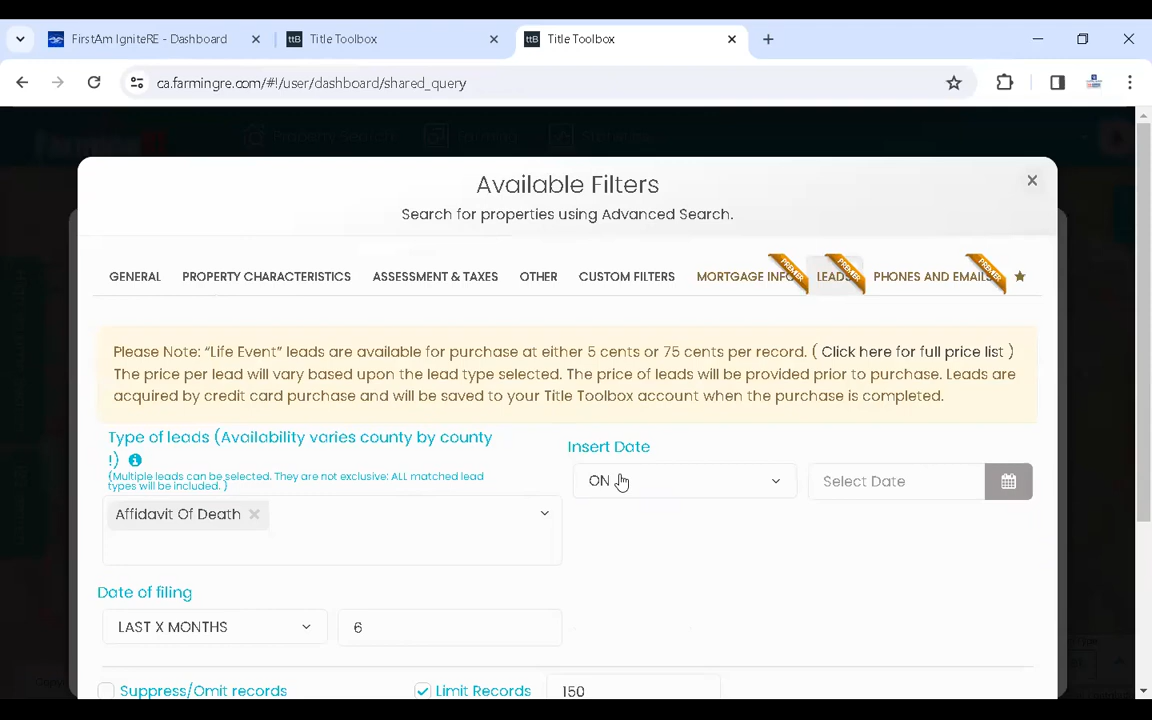 FirstAm IgniteRE - Dashboard
ttB Title Toolbox
ttB Title Toolbox
ca.farmingre.com/#!/user/dashboard/shared_query
Available Filters
Search for properties using Advanced Search.
GENERAL PROPERTY CHARACTERISTICS ASSESSMENT & TAXES OTHER CUSTOM FILTERS MORTGAGE INFO PREMIER LEADS PREMIER PHONES AND EMAILS PREMIER
Please Note: “Life Event” leads are available for purchase at either 5 cents or 75 cents per record. ( Click here for full price list )
The price per lead will vary based upon the lead type selected. The price of leads will be provided prior to purchase. Leads are
acquired by credit card purchase and will be saved to your Title Toolbox account when the purchase is completed.
Type of leads (Availability varies county by county
!)
(Multiple leads can be selected. They are not exclusive: ALL matched lead
types will be included. )
Affidavit Of Death
Insert Date
ON Select Date
Date of filing
LAST X MONTHS 6
Suppress/Omit records Limit Records 150